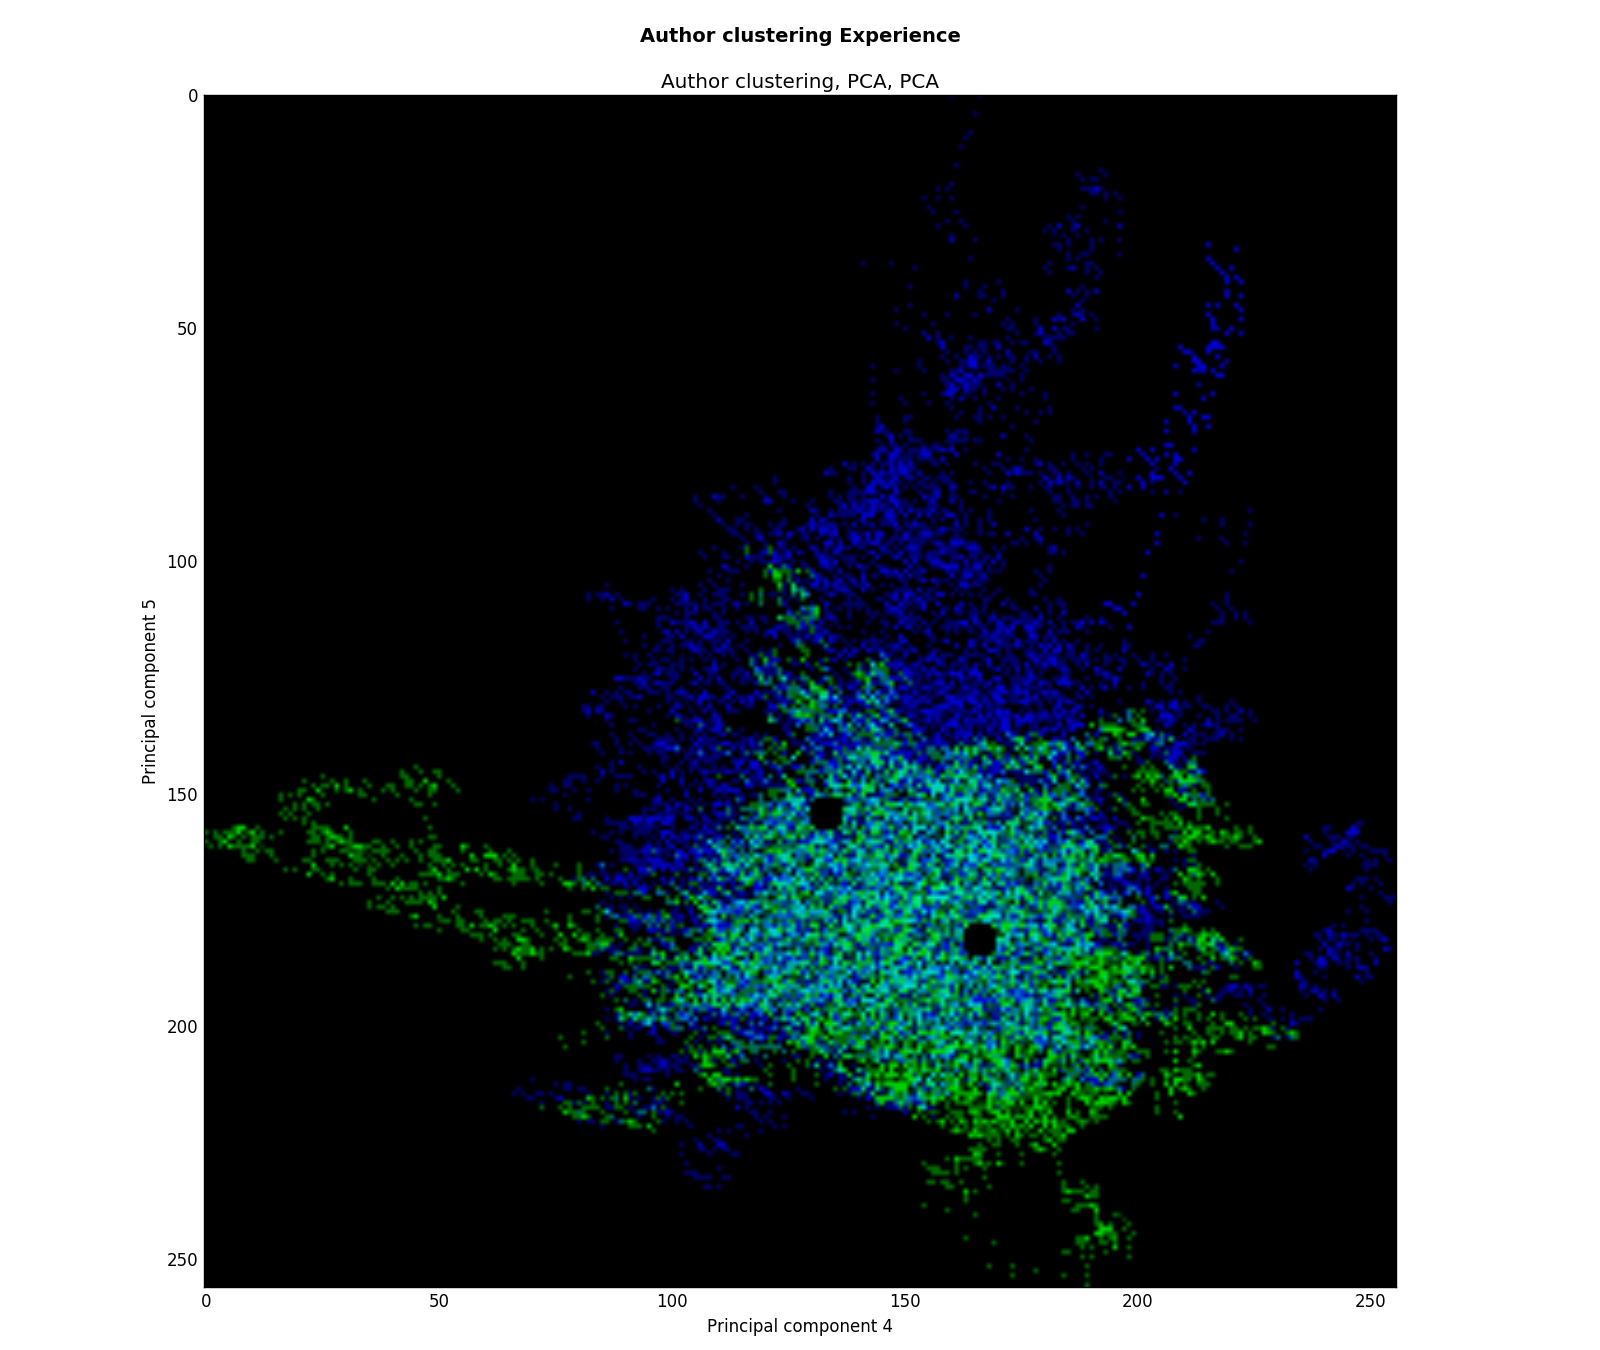 Author clustering Experience
Author clustering, PCA, PCA
0
50
100
150
200
250
Principal component 5
0 50 100 150 200 250
Principal component 4